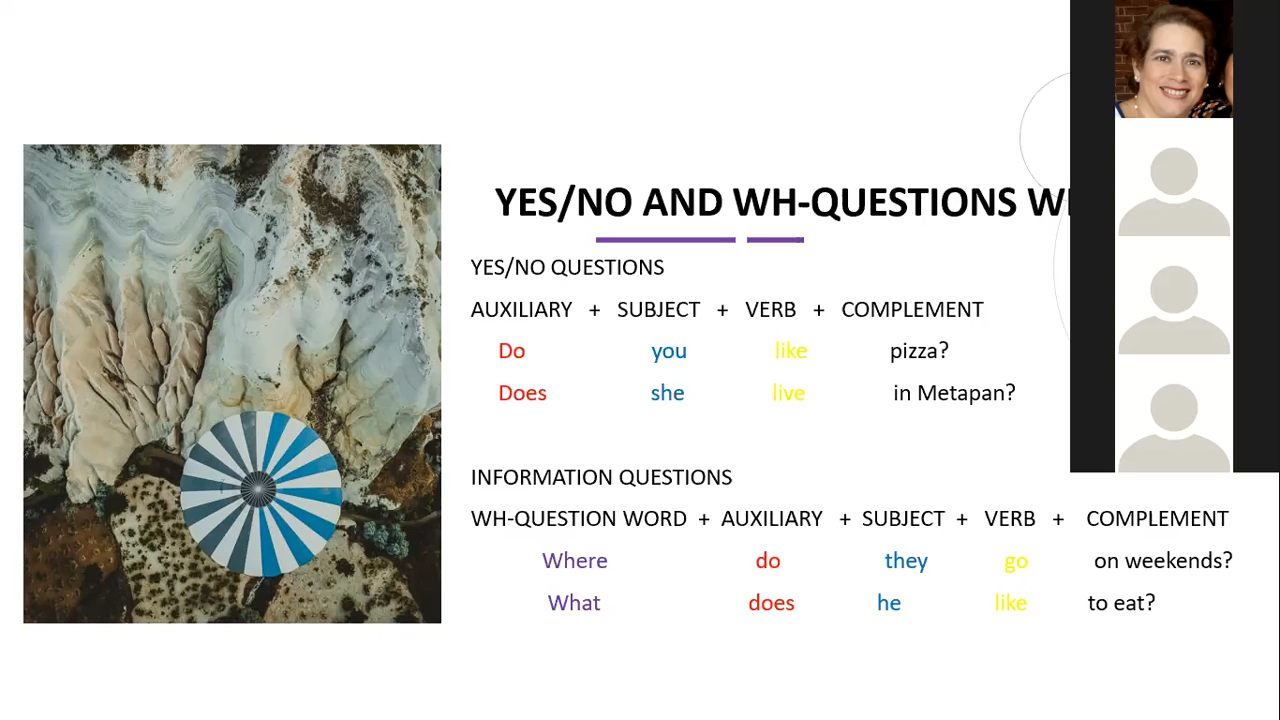 YES/NO AND WH-QUESTIONS
YES/NO QUESTIONS
AUXILIARY + SUBJECT + VERB + COMPLEMENT
Do you like pizza?
Does she live in Metapan?
INFORMATION QUESTIONS
WH-QUESTION WORD + AUXILIARY + SUBJECT + VERB + COMPLEMENT
Where do they go on weekends?
What does he like to eat?